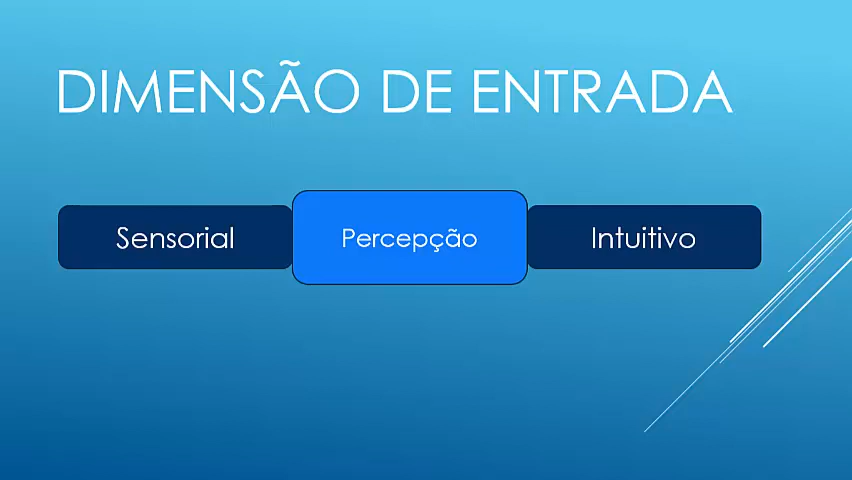 DIMENSÃO DE ENTRADA
Sensorial
Percepção
Intuitivo